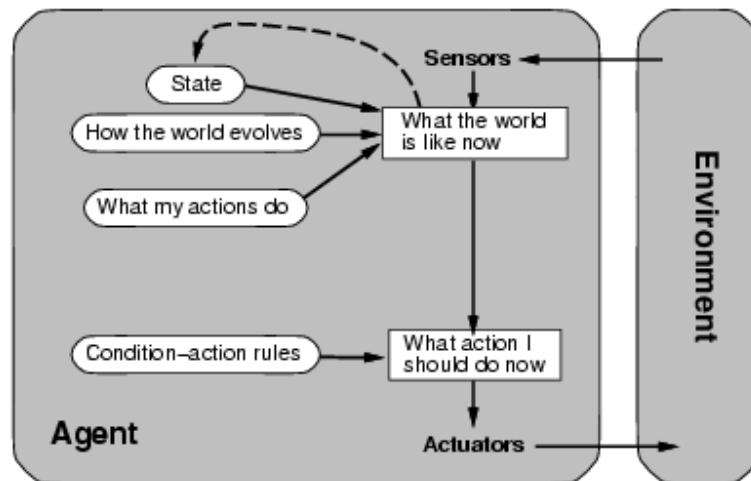 Sensors
State
What the world
is like now
How the world evolves
What my actions do
Condition–action rules
What action I
should do now
Agent
Actuators
Environment